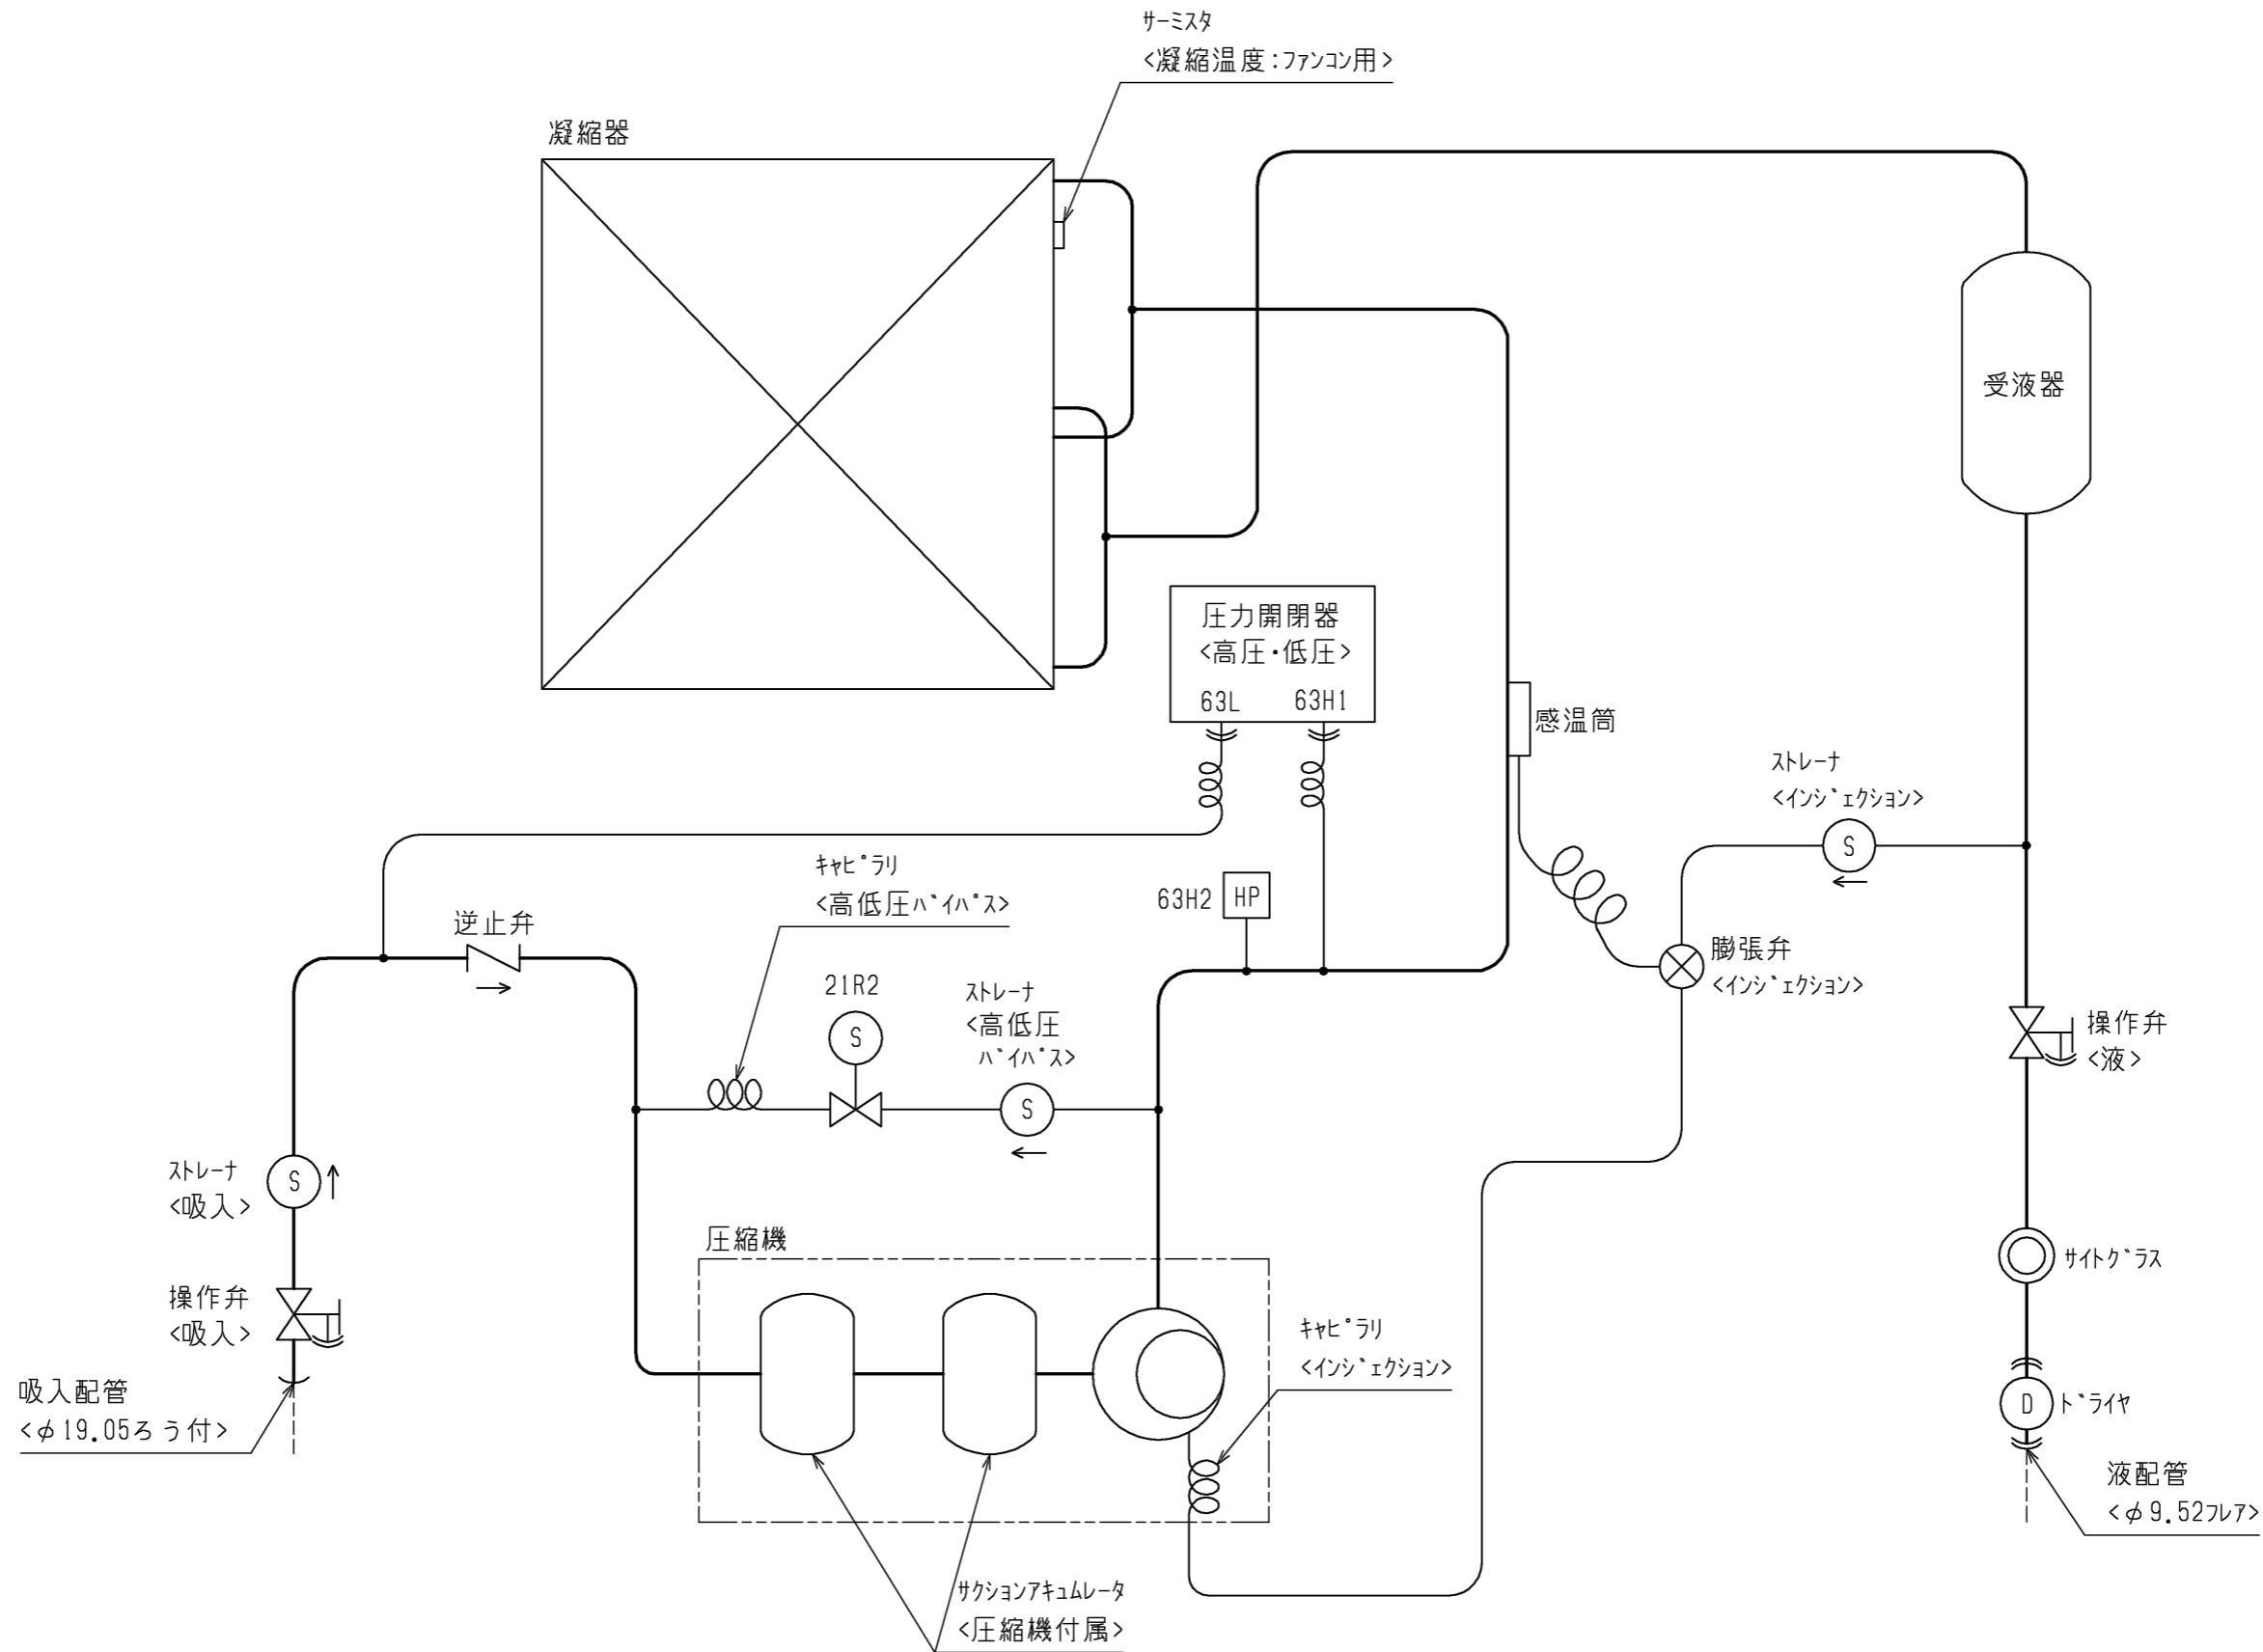 サーミスタ
<凝縮温度:ファンコン用>
凝縮器
受液器
圧力開閉器
<高圧・低圧>
63L
63H1
感温筒
ストレーナ
<インジェクション>
S
キャピラリ
<高低圧バイパス>
63H2
HP
逆止弁
膨張弁
<インジェクション>
21R2
S
ストレーナ
<高低圧
バイパス>
S
操作弁
<液>
ストレーナ
<吸入>
S
圧縮機
サイトグラス
操作弁
<吸入>
キャピラリ
<インジェクション>
吸入配管
<φ19.05ろう付>
D
ドライヤ
液配管
<φ9.52フレア>
サクションアキュムレータ
<圧縮機付属>